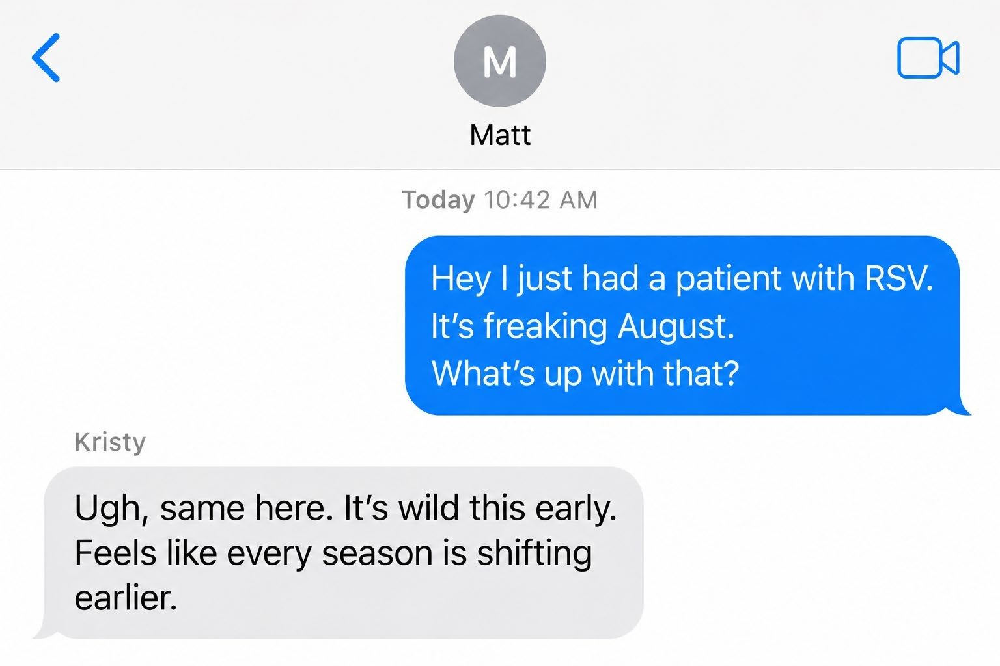 M
Matt
Today 10:42 AM
Hey I just had a patient with RSV.
It’s freaking August.
What’s up with that?
Kristy
Ugh, same here. It’s wild this early.
Feels like every season is shifting
earlier.